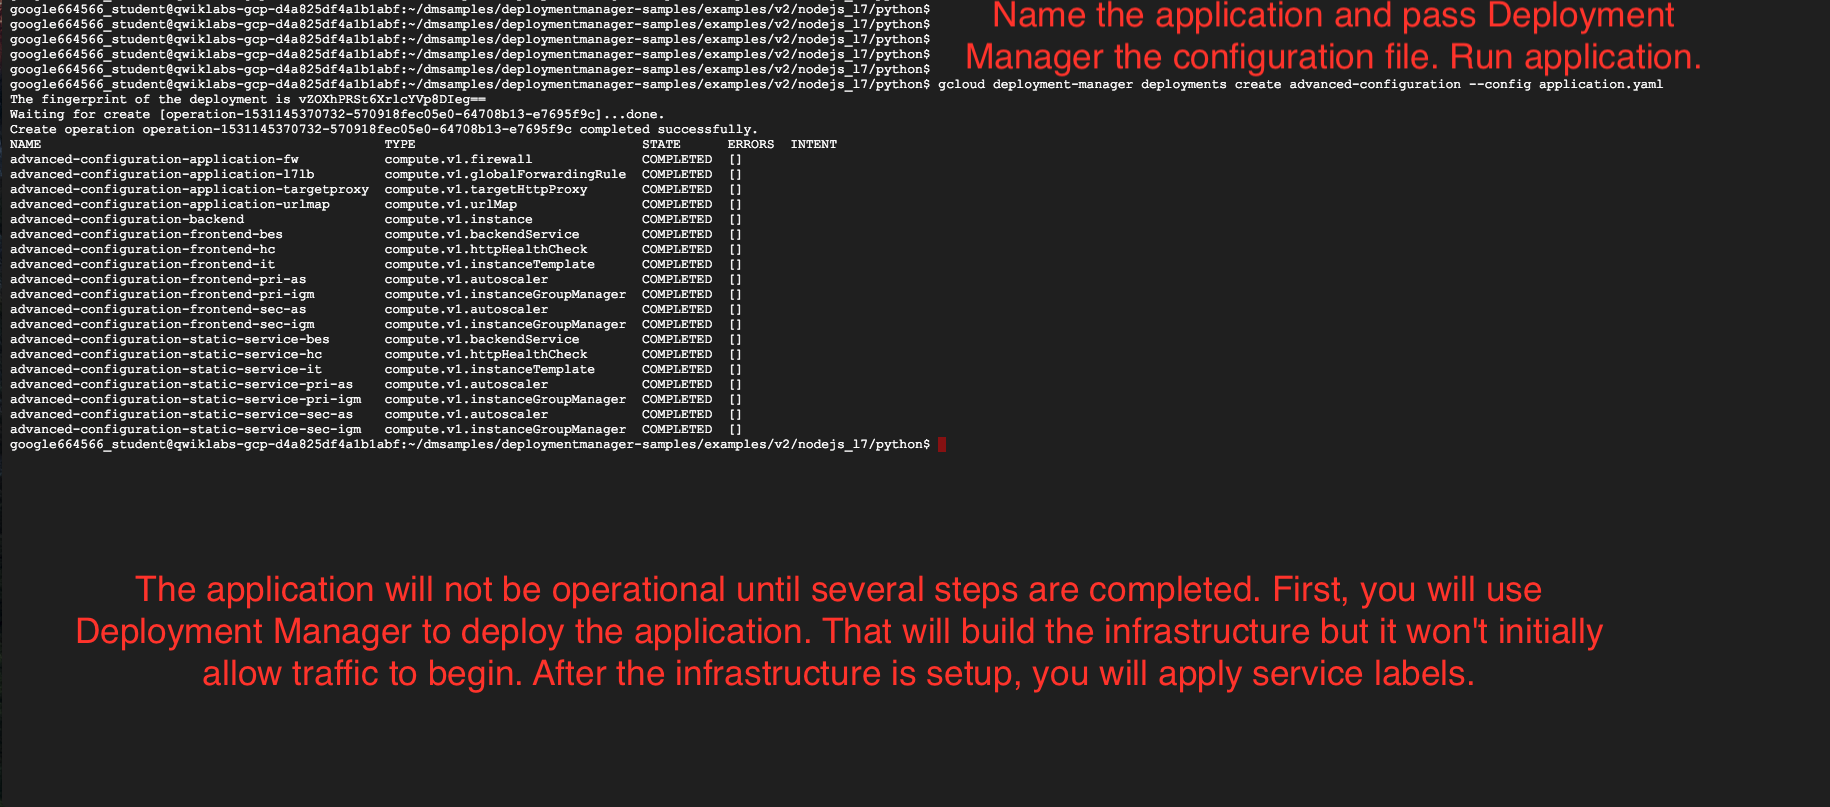 google664566_student@qwiklabs-gcp-d4a825df4a1b1abf:~/dmsamples/deploymentmanager-samples/examples/v2/nodejs_l7/python$
google664566_student@qwiklabs-gcp-d4a825df4a1b1abf:~/dmsamples/deploymentmanager-samples/examples/v2/nodejs_l7/python$
google664566_student@qwiklabs-gcp-d4a825df4a1b1abf:~/dmsamples/deploymentmanager-samples/examples/v2/nodejs_l7/python$
google664566_student@qwiklabs-gcp-d4a825df4a1b1abf:~/dmsamples/deploymentmanager-samples/examples/v2/nodejs_l7/python$
google664566_student@qwiklabs-gcp-d4a825df4a1b1abf:~/dmsamples/deploymentmanager-samples/examples/v2/nodejs_l7/python$
Name the application and pass Deployment
Manager the configuration file. Run application.
google664566_student@qwiklabs-gcp-d4a825df4a1b1abf:~/dmsamples/deploymentmanager-samples/examples/v2/nodejs_l7/python$ gcloud deployment-manager deployments create advanced-configuration --config application.yaml
The fingerprint of the deployment is vZOXhPRSt6XrlcYVp8DIeg==
Waiting for create [operation-1531145370732-570918fec05e0-64708b13-e7695f9c]...done.
Create operation operation-1531145370732-570918fec05e0-64708b13-e7695f9c completed successfully.
NAME TYPE STATE ERRORS INTENT
advanced-configuration-application-fw compute.v1.firewall COMPLETED []
advanced-configuration-application-l7lb compute.v1.globalForwardingRule COMPLETED []
advanced-configuration-application-targetproxy compute.v1.targetHttpProxy COMPLETED []
advanced-configuration-application-urlmap compute.v1.urlMap COMPLETED []
advanced-configuration-backend compute.v1.instance COMPLETED []
advanced-configuration-frontend-bes compute.v1.backendService COMPLETED []
advanced-configuration-frontend-hc compute.v1.httpHealthCheck COMPLETED []
advanced-configuration-frontend-it compute.v1.instanceTemplate COMPLETED []
advanced-configuration-frontend-pri-as compute.v1.autoscaler COMPLETED []
advanced-configuration-frontend-pri-igm compute.v1.instanceGroupManager COMPLETED []
advanced-configuration-frontend-sec-as compute.v1.autoscaler COMPLETED []
advanced-configuration-frontend-sec-igm compute.v1.instanceGroupManager COMPLETED []
advanced-configuration-static-service-bes compute.v1.backendService COMPLETED []
advanced-configuration-static-service-hc compute.v1.httpHealthCheck COMPLETED []
advanced-configuration-static-service-it compute.v1.instanceTemplate COMPLETED []
advanced-configuration-static-service-pri-as compute.v1.autoscaler COMPLETED []
advanced-configuration-static-service-pri-igm compute.v1.instanceGroupManager COMPLETED []
advanced-configuration-static-service-sec-as compute.v1.autoscaler COMPLETED []
advanced-configuration-static-service-sec-igm compute.v1.instanceGroupManager COMPLETED []
google664566_student@qwiklabs-gcp-d4a825df4a1b1abf:~/dmsamples/deploymentmanager-samples/examples/v2/nodejs_l7/python$
The application will not be operational until several steps are completed. First, you will use
Deployment Manager to deploy the application. That will build the infrastructure but it won't initially
allow traffic to begin. After the infrastructure is setup, you will apply service labels.